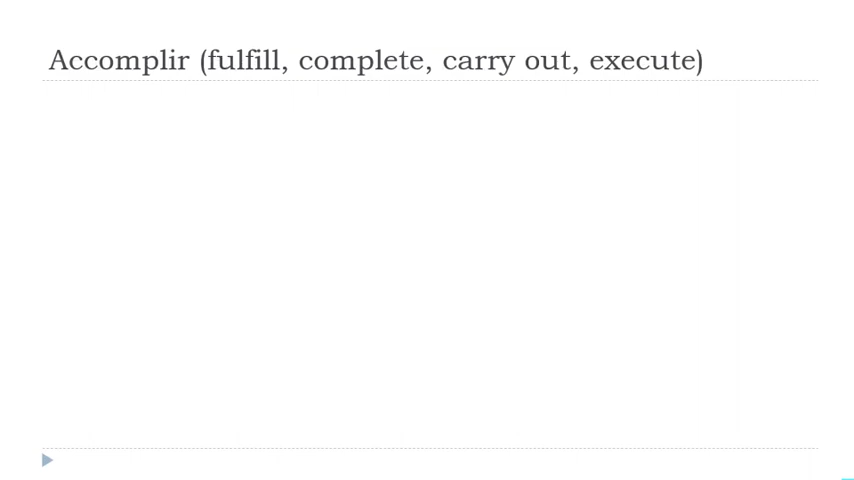 Accomplir (fulfill, complete, carry out, execute)